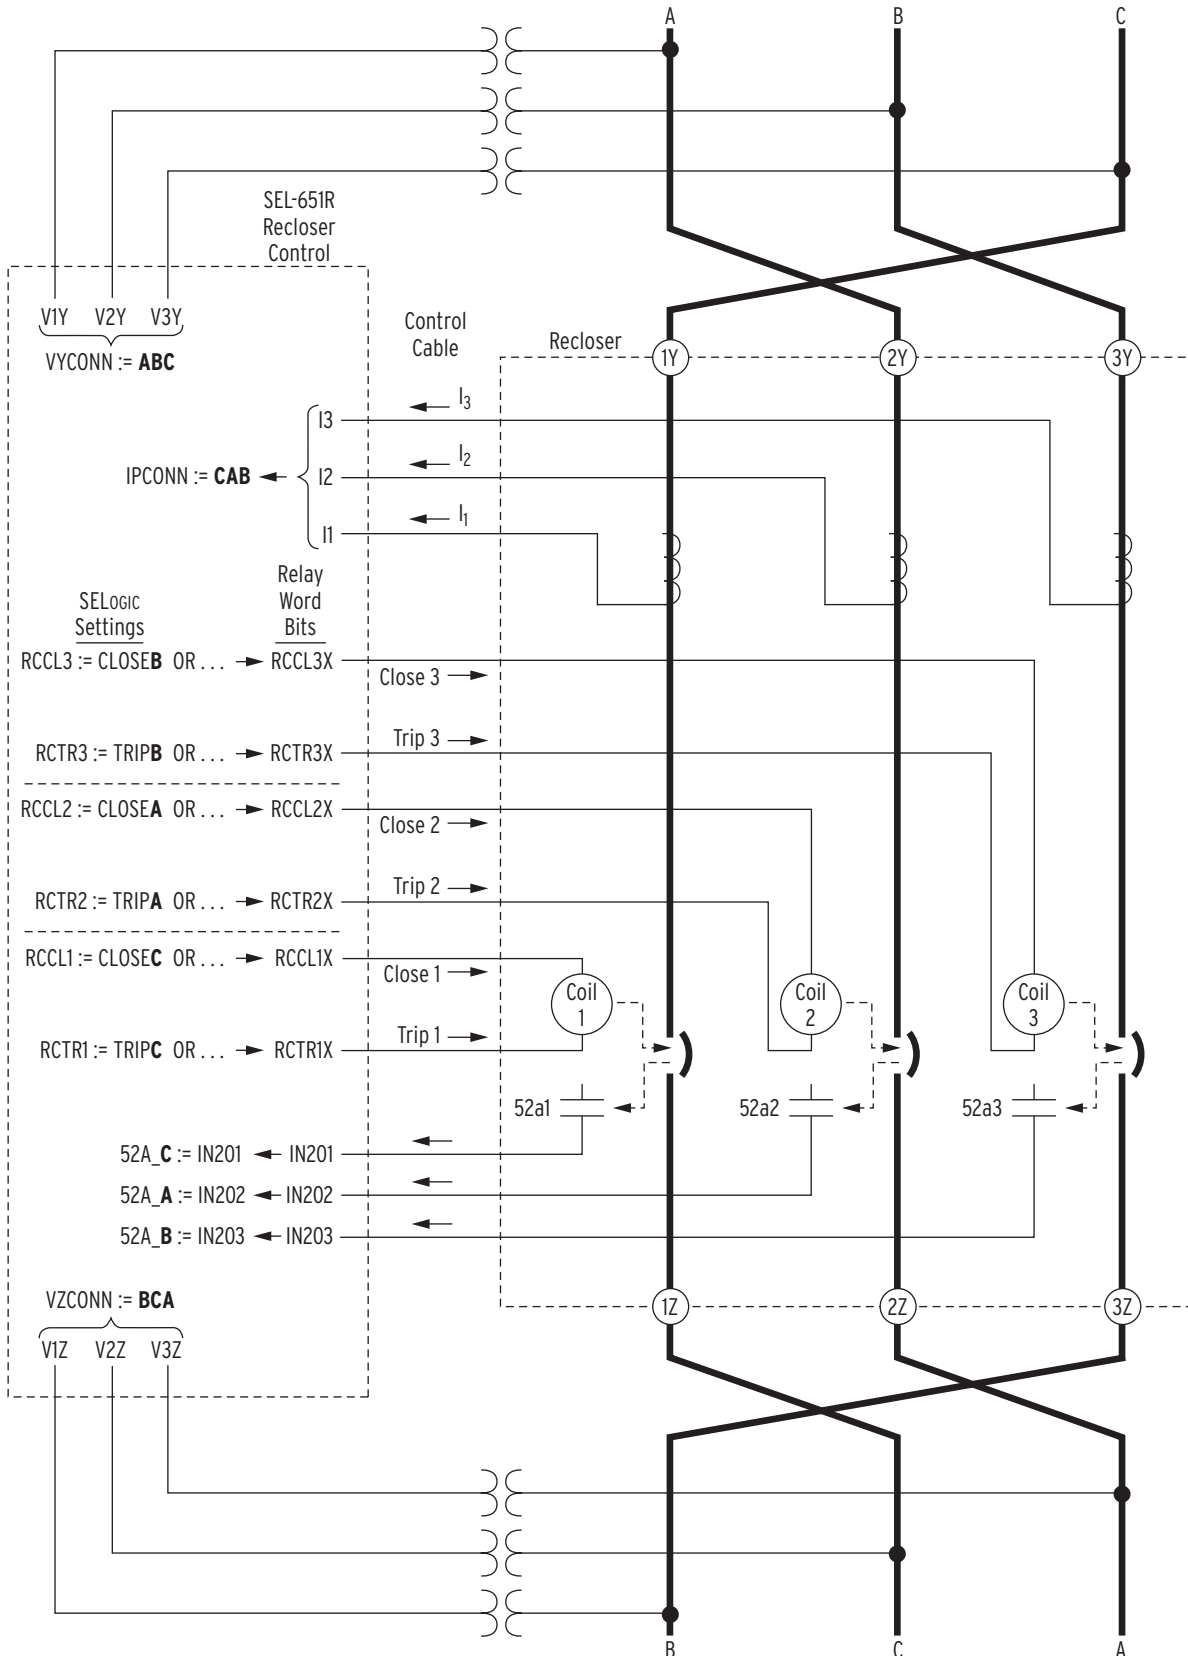 A B C
SEL-651R
Recloser
Control
V1Y V2Y V3Y
VYCONN := ABC
Control
Cable
Recloser
1Y 2Y 3Y
I3
I3
IPCONN := CAB
I2
I2
I1
I1
SELOGIC
Settings
Relay
Word
Bits
RCCL3 := CLOSEB OR . . . RCCL3X
Close 3
RCTR3 := TRIPB OR . . . RCTR3X
Trip 3
RCCL2 := CLOSEA OR . . . RCCL2X
Close 2
RCTR2 := TRIPA OR . . . RCTR2X
Trip 2
RCCL1 := CLOSEC OR . . . RCCL1X
Close 1
Coil
1
Coil
2
Coil
3
RCTR1 := TRIPC OR . . . RCTR1X
Trip 1
52a1 52a2 52a3
52A_C := IN201 IN201
52A_A := IN202 IN202
52A_B := IN203 IN203
VZCONN := BCA
1Z 2Z 3Z
V1Z V2Z V3Z
B C A